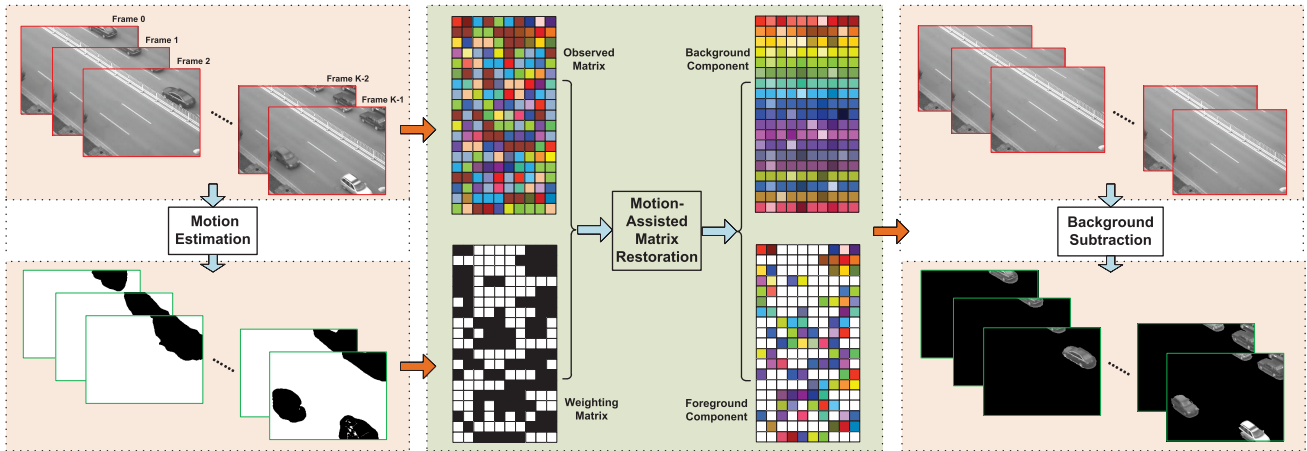 Frame 0
Frame 1
Frame 2
Frame K-2
Frame K-1
Motion
Estimation
Observed
Matrix
Weighting
Matrix
Motion-
Assisted
Matrix
Restoration
Background
Component
Foreground
Component
Background
Subtraction